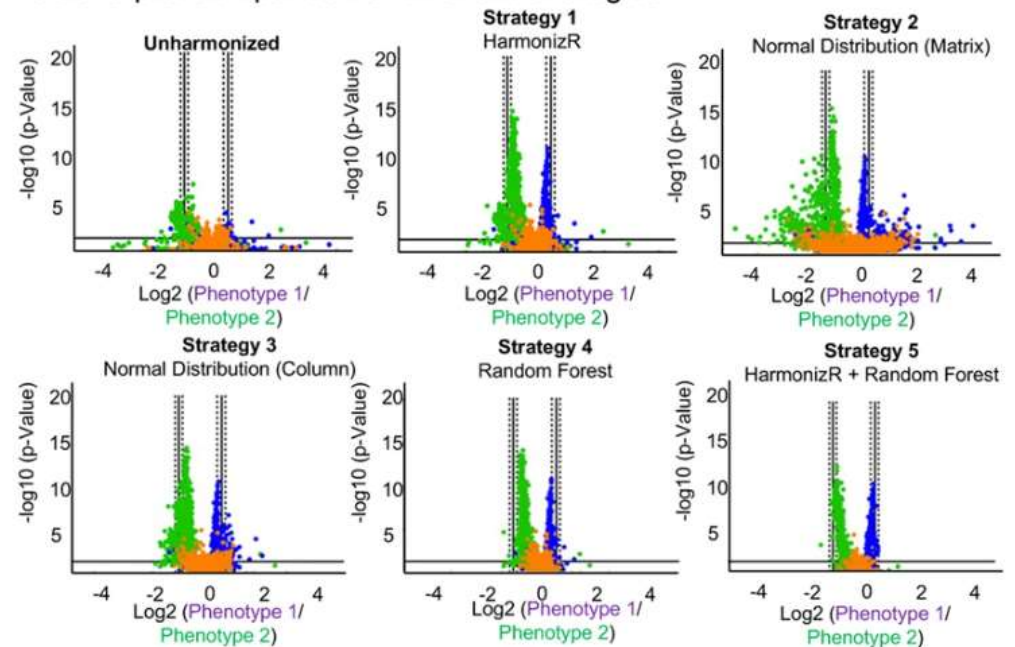 Unharmonized
20
15
10
5
-log10 (p-Value)
-4 -2 0 2 4
Log2 (Phenotype 1/
Phenotype 2)
Strategy 1
HarmonizR
20
15
10
5
-log10 (p-Value)
-4 -2 0 2 4
Log2 (Phenotype 1/
Phenotype 2)
Strategy 2
Normal Distribution (Matrix)
20
15
10
5
-log10 (p-Value)
-4 -2 0 2 4
Log2 (Phenotype 1/
Phenotype 2)
Strategy 3
Normal Distribution (Column)
20
15
10
5
-log10 (p-Value)
-4 -2 0 2 4
Log2 (Phenotype 1/
Phenotype 2)
Strategy 4
Random Forest
20
15
10
5
-log10 (p-Value)
-4 -2 0 2 4
Log2 (Phenotype 1/
Phenotype 2)
Strategy 5
HarmonizR + Random Forest
20
15
10
5
-log10 (p-Value)
-4 -2 0 2 4
Log2 (Phenotype 1/
Phenotype 2)